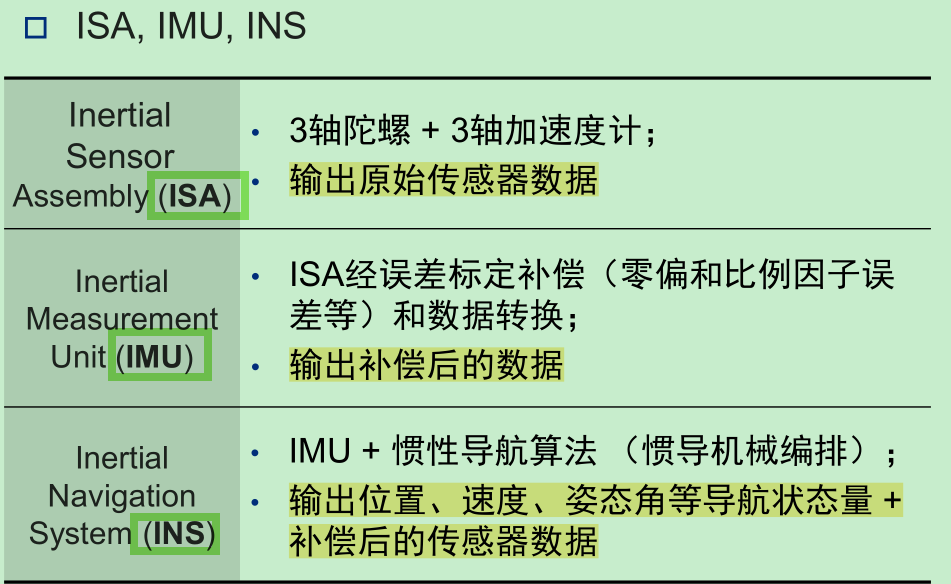 ISA, IMU, INS
Inertial
Sensor
Assembly (ISA)
• 3轴陀螺 + 3轴加速度计；
• 输出原始传感器数据
Inertial
Measurement
Unit (IMU)
• ISA经误差标定补偿（零偏和比例因子误
差等）和数据转换；
• 输出补偿后的数据
Inertial
Navigation
System (INS)
• IMU + 惯性导航算法 （惯导机械编排）；
• 输出位置、速度、姿态角等导航状态量 +
补偿后的传感器数据